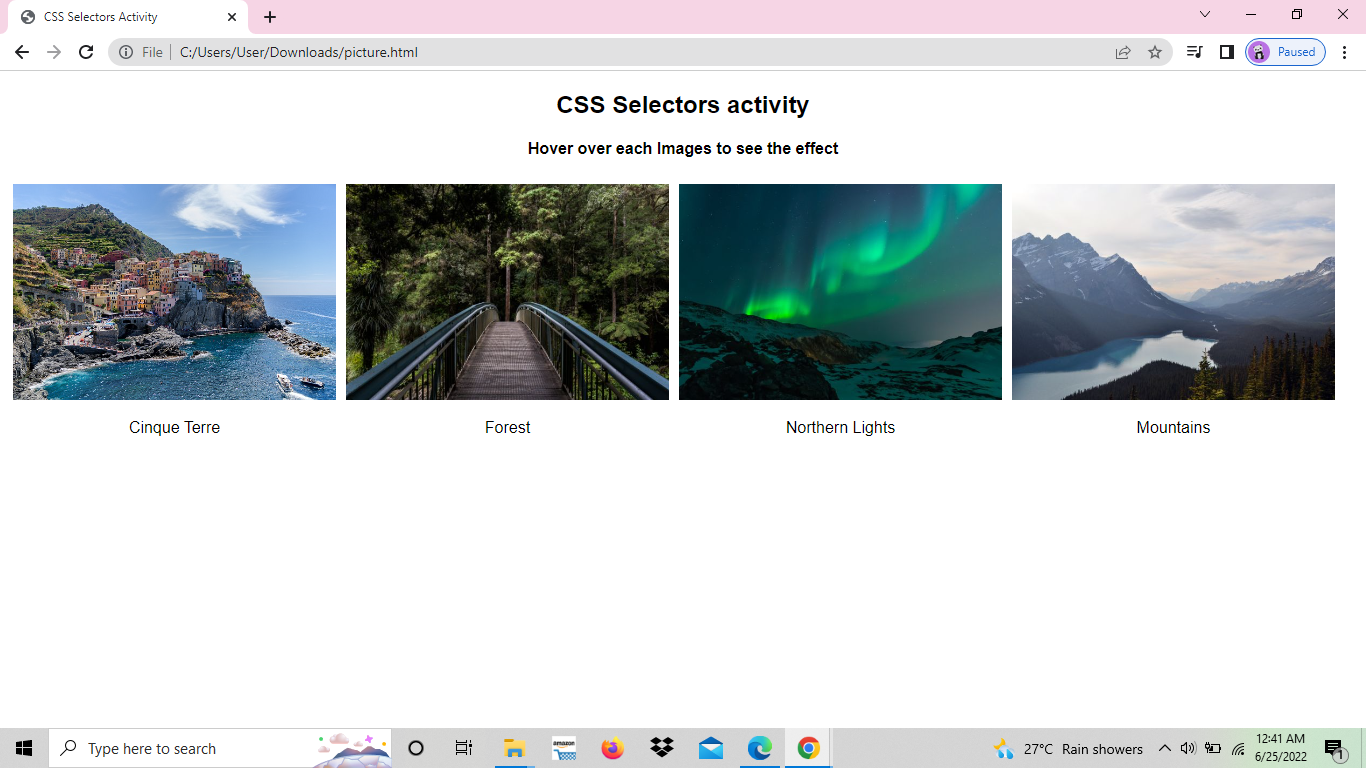 CSS Selectors Activity
File
C:/Users/User/Downloads/picture.html
Paused
CSS Selectors activity
Hover over each Images to see the effect
Cinque Terre
Forest
Northern Lights
Mountains
Type here to search
amazon
27°C Rain showers
12:41 AM
6/25/2022
1